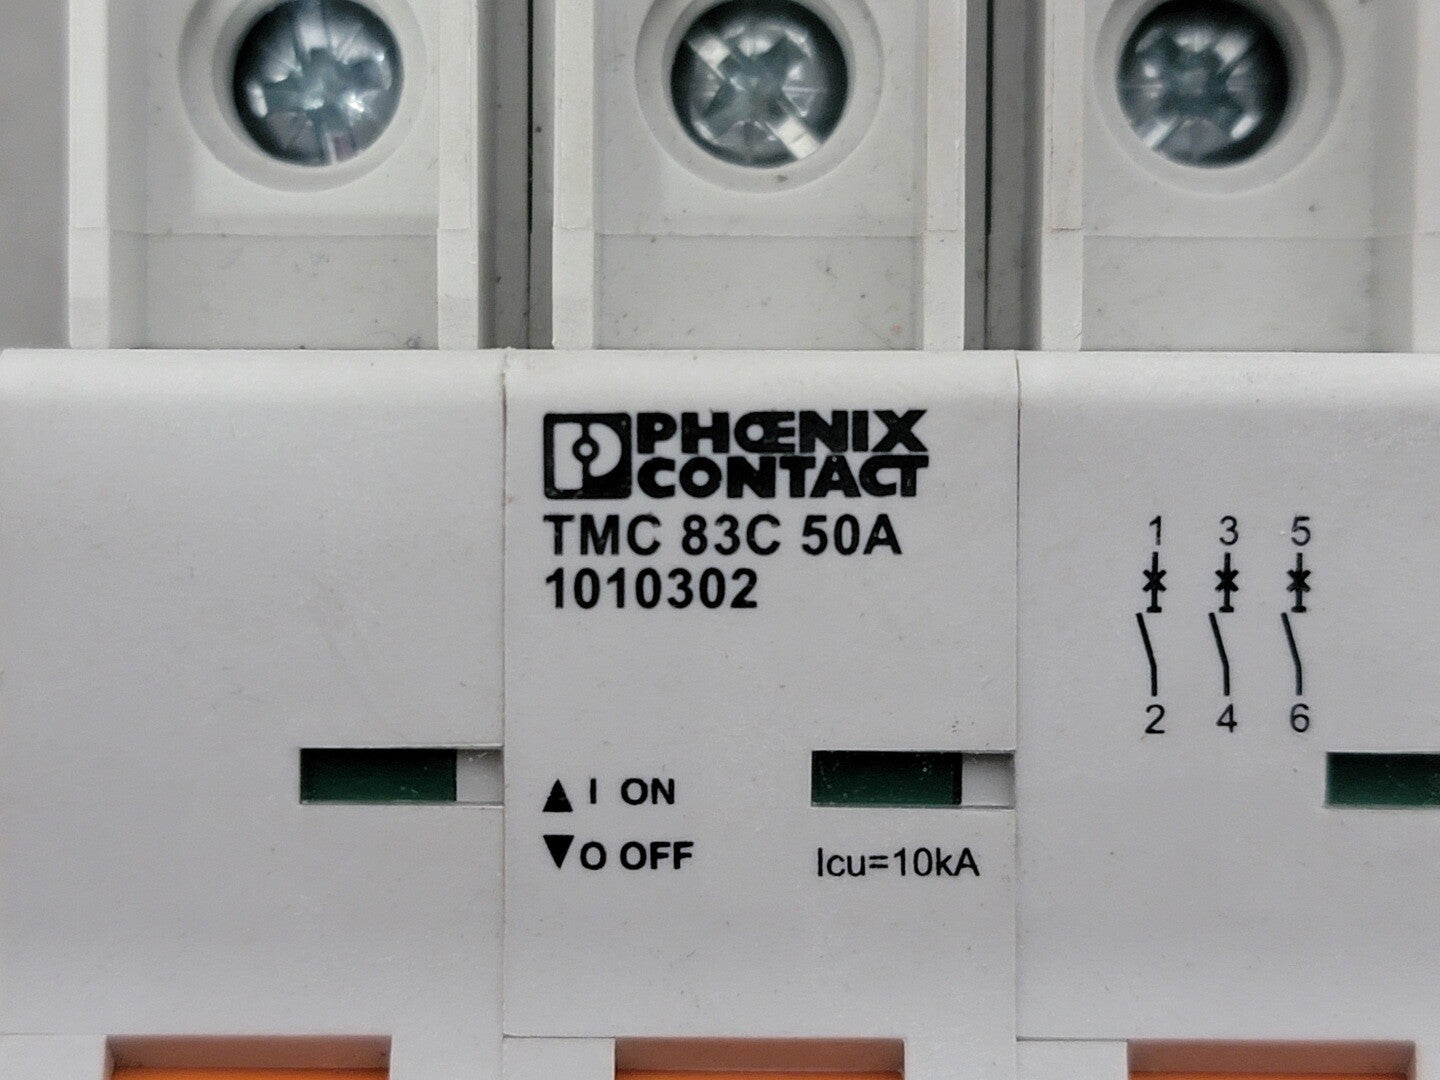 PHŒNIX
CONTACT
TMC 83C 50A
1010302
1 3 5
2 4 6
I ON
O OFF
Icu=10kA